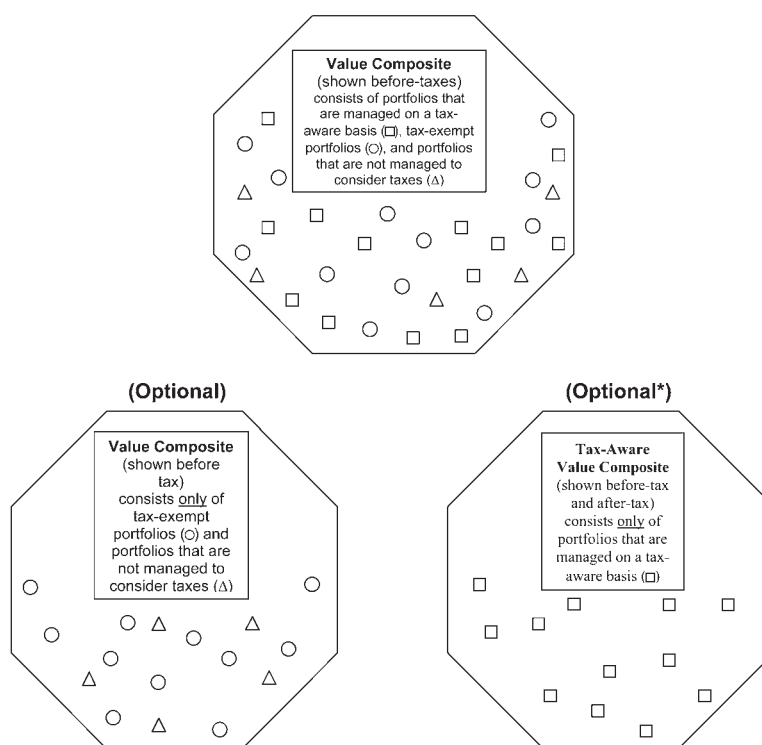 Value Composite
(shown before-taxes)
consists of portfolios that
are managed on a tax-
aware basis (□), tax-exempt
portfolios (○), and portfolios
that are not managed to
consider taxes (Δ)
(Optional)
Value Composite
(shown before
tax)
consists only of
tax-exempt
portfolios (○) and
portfolios that are
not managed to
consider taxes (Δ)
(Optional*)
Tax-Aware
Value Composite
(shown before-tax
and after-tax)
consists only of
portfolios that are
managed on a tax-
aware basis (□)